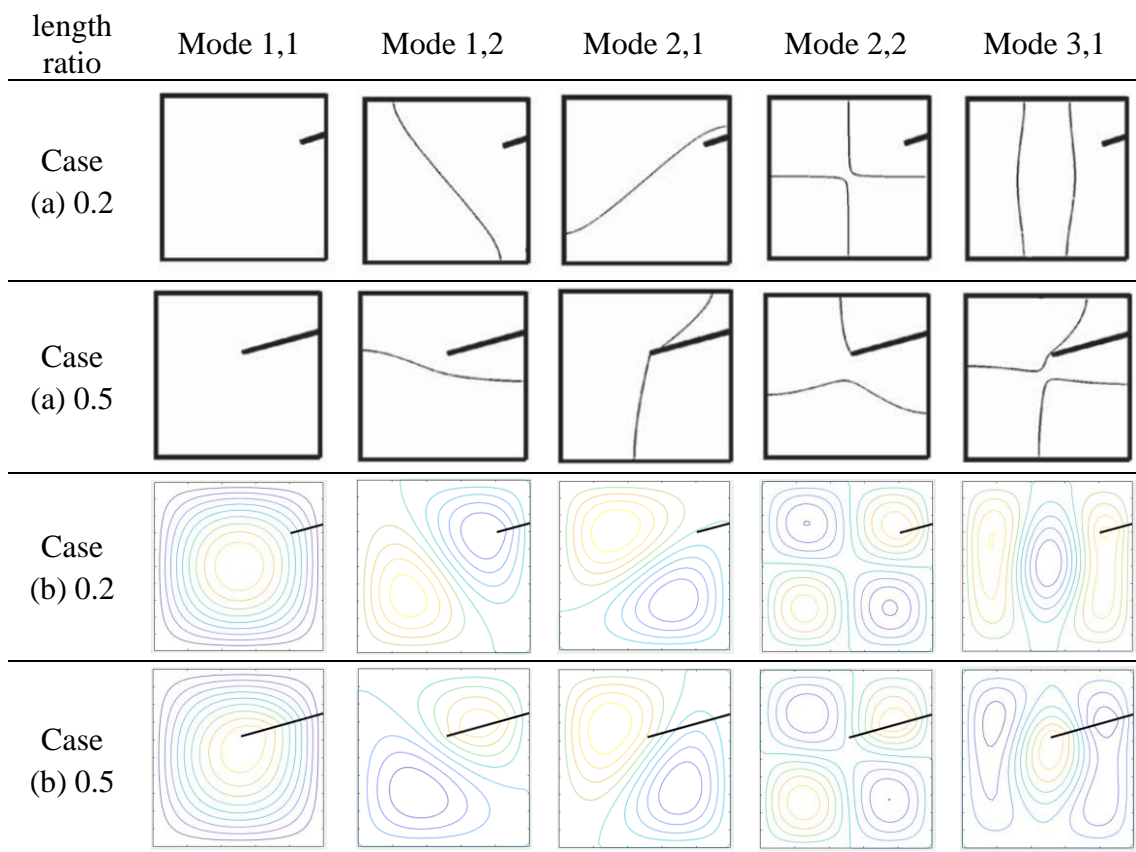 length
ratio
Mode 1,1 Mode 1,2 Mode 2,1 Mode 2,2 Mode 3,1
Case
(a) 0.2
Case
(a) 0.5
Case
(b) 0.2
Case
(b) 0.5